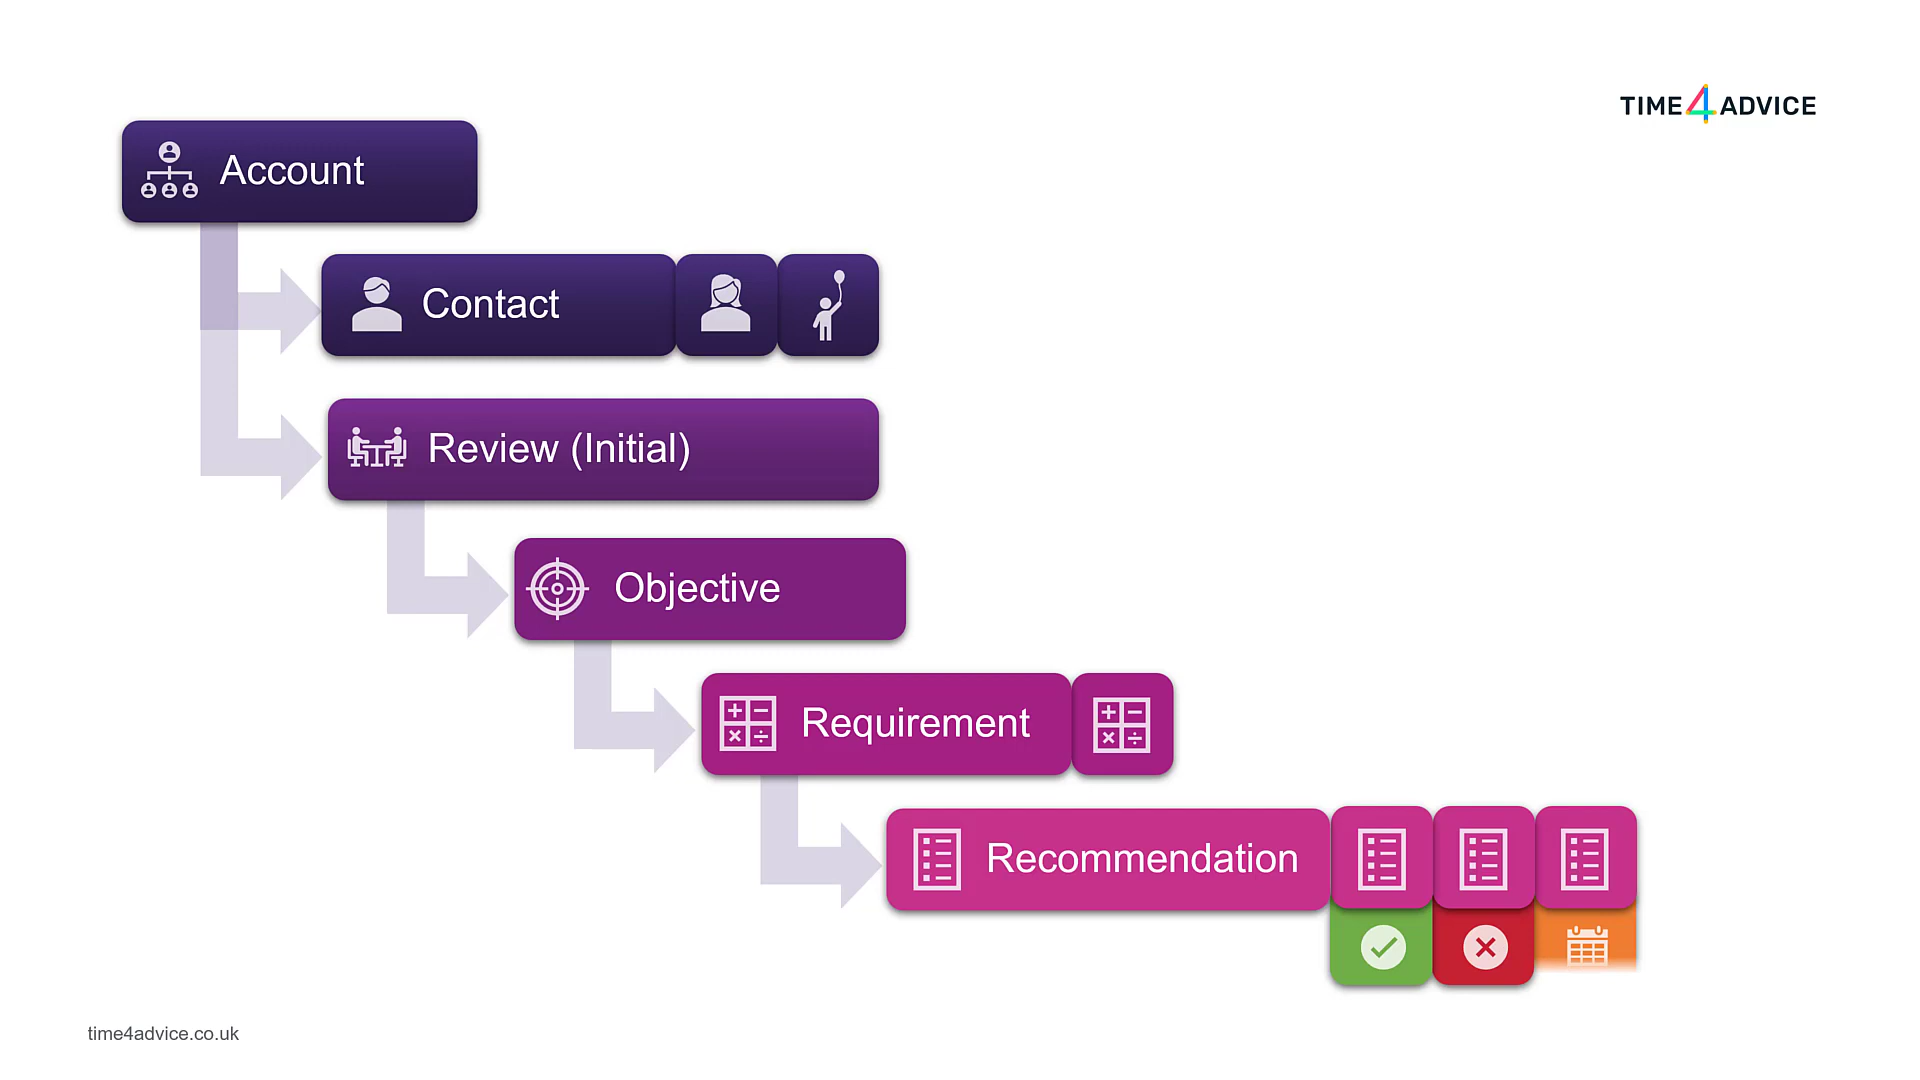 TIME4ADVICE
Account
Contact
Review (Initial)
Objective
Requirement
Recommendation
time4advice.co.uk